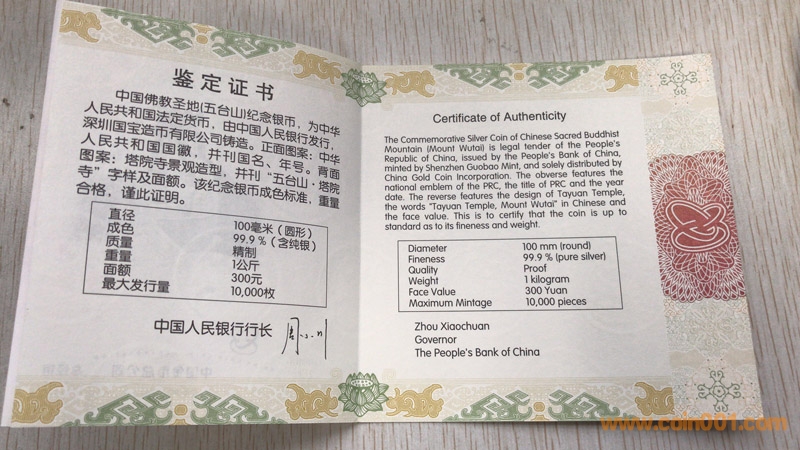 鉴定证书
中国佛教圣地(五台山)纪念银币，为中华
人民共和国法定货币，由中国人民银行发行，
深圳国宝造币有限公司铸造。正面图案：中华
人民共和国国徽，并刊国名、年号。背面
图案：塔院寺景观造型，并刊“五台山·塔院
寺”字样及面额。该纪念银币成色标准，重量
合格，谨此证明。
直径 100毫米（圆形）
成色 99.9%（含纯银）
质量 精制
重量 1公斤
面额 300元
最大发行量 10,000枚
中国人民银行行长
Certificate of Authenticity
The Commemorative Silver Coin of Chinese Sacred Buddhist
Mountain (Mount Wutai) is legal tender of the People's
Republic of China, issued by the People's Bank of China,
minted by Shenzhen Guobao Mint, and solely distributed by
China Gold Coin Incorporation. The obverse features the
national emblem of the PRC, the title of PRC and the year
date. The reverse features the design of Tayuan Temple,
the words "Tayuan Temple, Mount Wutai" in Chinese and
the face value. This is to certify that the coin is up to
standard as to its fineness and weight.
Diameter 100 mm (round)
Fineness 99.9 % (pure silver)
Quality Proof
Weight 1 kilogram
Face Value 300 Yuan
Maximum Mintage 10,000 pieces
Zhou Xiaochuan
Governor
The People's Bank of China
www.coin001.com